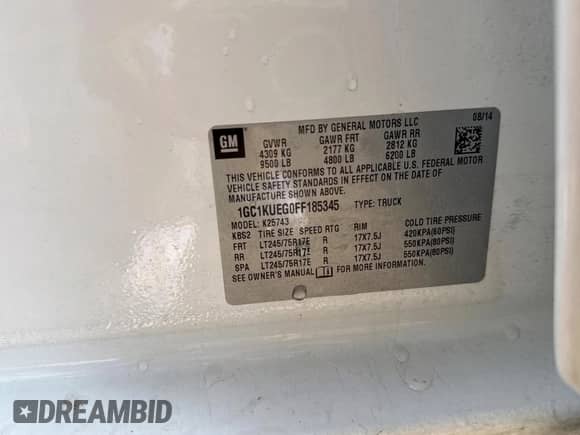 GM
MFD BY GENERAL MOTORS LLC
08/14
GVWR GAWR FRT GAWR RR
4309 KG 2177 KG 2812 KG
9500 LB 4800 LB 6200 LB
THIS VEHICLE CONFORMS TO ALL APPLICABLE U.S. FEDERAL MOTOR
VEHICLE SAFETY STANDARDS IN EFFECT ON THE DATE OF
MANUFACTURE SHOWN ABOVE.
1GC1KUEG0FF185345 TYPE: TRUCK
MODEL: K25743
KBS2 TIRE SIZE SPEED RTG RIM COLD TIRE PRESSURE
FRT LT245/75R17E R 17X7.5J 420KPA(60PSI)
RR LT245/75R17E R 17X7.5J 550KPA(80PSI)
SPA LT245/75R17E R 17X7.5J 550KPA(80PSI)
SEE OWNER'S MANUAL FOR MORE INFORMATION.
DREAMBID